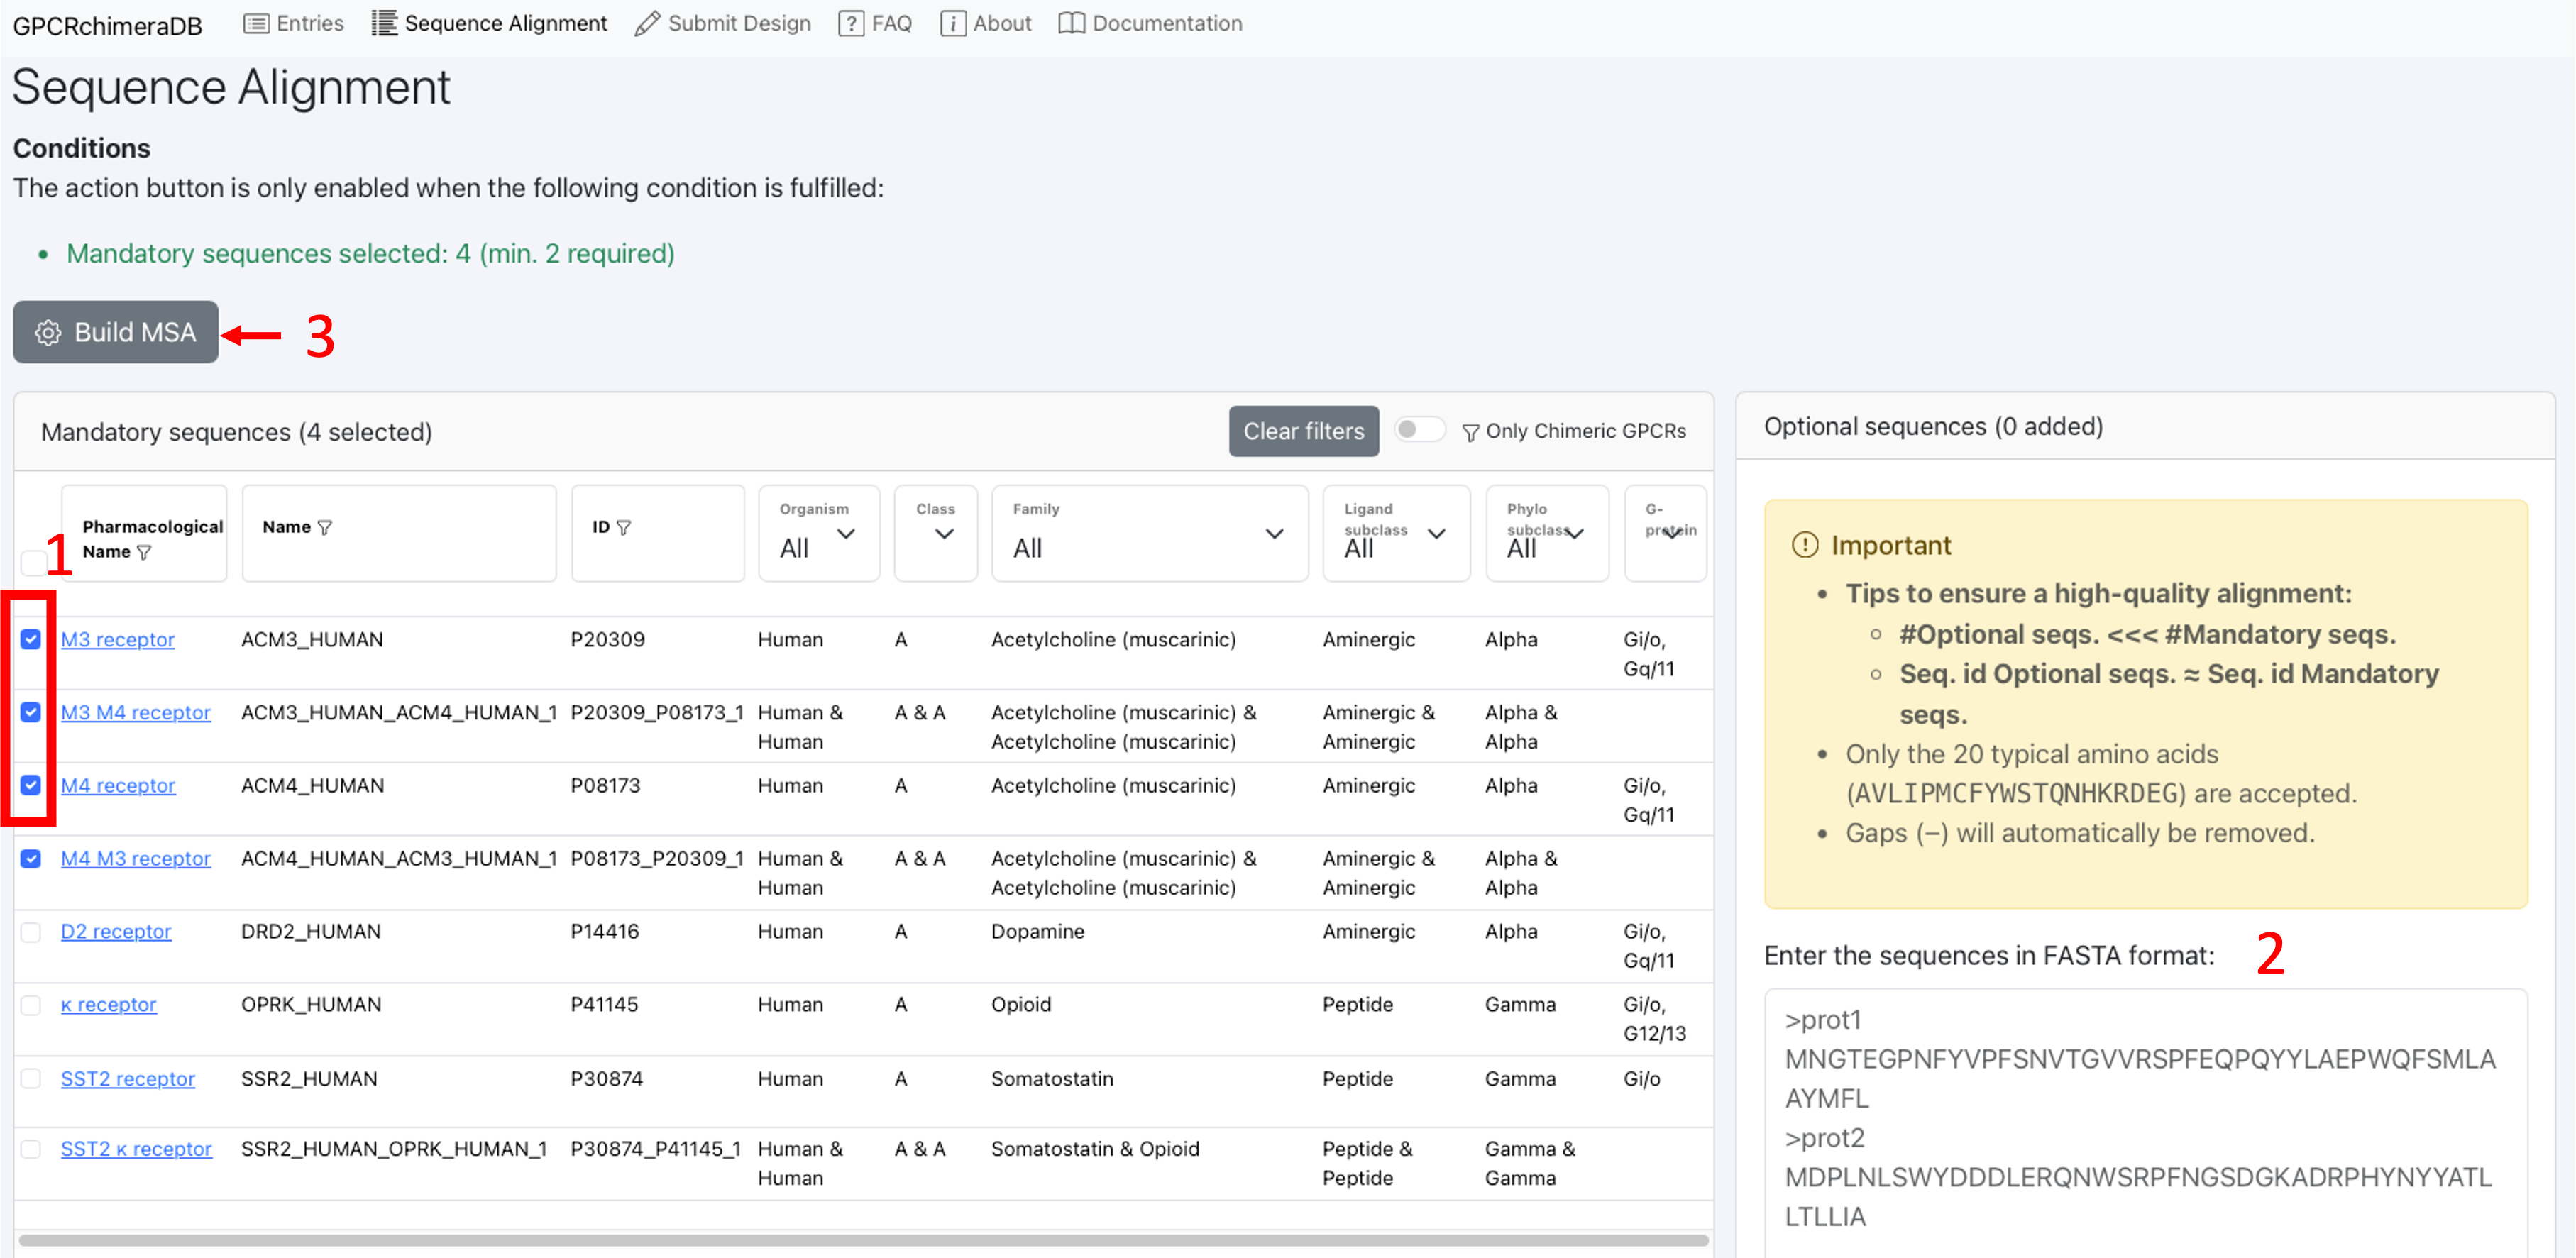 GPCRchimeraDB Entries Sequence Alignment Submit Design ? FAQ i About Documentation
Sequence Alignment
Conditions
The action button is only enabled when the following condition is fulfilled:
• Mandatory sequences selected: 4 (min. 2 required)
Build MSA 3
Mandatory sequences (4 selected) Clear filters Only Chimeric GPCRs
1
Pharmacological Name
Name
ID
Organism All
Class
Family All
Ligand subclass All
Phylo subclass All
G-protein
M3 receptor ACM3_HUMAN P20309 Human A Acetylcholine (muscarinic) Aminergic Alpha Gi/o,
Gq/11
M3 M4 receptor ACM3_HUMAN_ACM4_HUMAN_1 P20309_P08173_1 Human & A & A Acetylcholine (muscarinic) & Aminergic & Alpha &
Human Acetylcholine (muscarinic) Aminergic Alpha
M4 receptor ACM4_HUMAN P08173 Human A Acetylcholine (muscarinic) Aminergic Alpha Gi/o,
Gq/11
M4 M3 receptor ACM4_HUMAN_ACM3_HUMAN_1 P08173_P20309_1 Human & A & A Acetylcholine (muscarinic) & Aminergic & Alpha &
Human Acetylcholine (muscarinic) Aminergic Alpha
D2 receptor DRD2_HUMAN P14416 Human A Dopamine Aminergic Alpha Gi/o,
Gq/11
κ receptor OPRK_HUMAN P41145 Human A Opioid Peptide Gamma Gi/o,
G12/13
SST2 receptor SSR2_HUMAN P30874 Human A Somatostatin Peptide Gamma Gi/o
SST2 κ receptor SSR2_HUMAN_OPRK_HUMAN_1 P30874_P41145_1 Human & A & A Somatostatin & Opioid Peptide & Gamma &
Human Peptide Gamma
Optional sequences (0 added)
! Important
• Tips to ensure a high-quality alignment:
○ #Optional seqs. <<< #Mandatory seqs.
○ Seq. id Optional seqs. ≈ Seq. id Mandatory
seqs.
• Only the 20 typical amino acids
(AVLIPMCFYWSTQNHKRDEG) are accepted.
• Gaps (–) will automatically be removed.
Enter the sequences in FASTA format: 2
>prot1
MNGTEGPNFYVPFSNVTGVVRSPFEQPQYYLAEPWQFSMLA
AYMFL
>prot2
MDPLNLSWYDDDLERQNWSRPFNGSDGKADRPHYNYYATL
LTLLIA